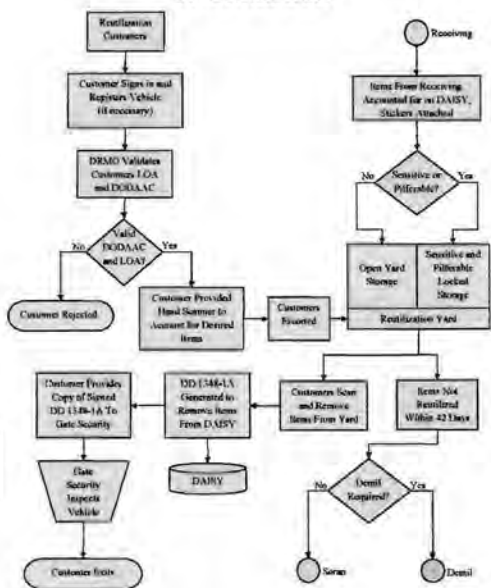 Reutilization
Customers
Customer Signs in and
Registers Vehicle
(if necessary)
DRMO Validates
Customers LOA
and DODAAC
No
Valid
DODAAC
and LOA?
Yes
Customer Rejected
Customer Provided
Hand Scanner to
Account for Desired
Items
Customers
Escorted
Receiving
Items From Receiving
Accounted for on DAISY,
Stickers Attached
No
Sensitive or
Pilferable?
Yes
Open Yard
Storage
Sensitive and
Pilferable
Locked
Storage
Reutilization Yard
Customers Scan
and Remove
Items From Yard
Items Not
Reutilized
Within 42 Days
DD 1348-1A
Generated to
Remove Items
From DAISY
DAISY
Customer Provides
Copy of Signed
DD 1348-1A To
Gate Security
Gate
Security
Inspects
Vehicle
Customer Exits
No
Demil
Required?
Yes
Scrap
Demil